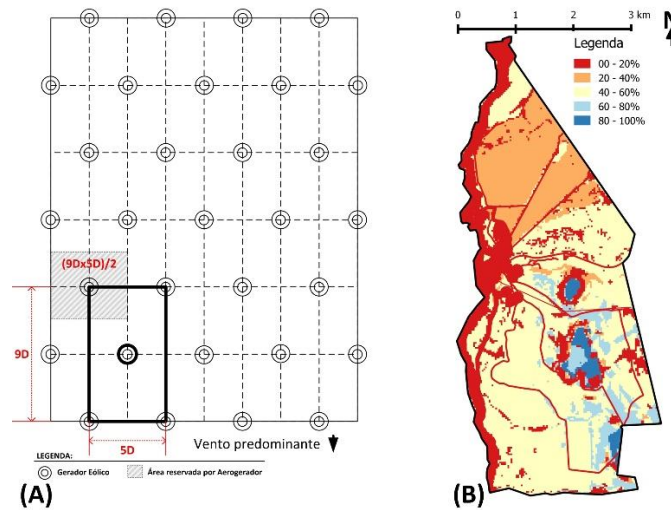 (9Dx5D)/2
9D
5D
Vento predominante
LEGENDA:
Gerador Eólico
Área reservada por Aerogerador
(A)
0 1 2 3 km
N
Legenda
00 - 20%
20 - 40%
40 - 60%
60 - 80%
80 - 100%
(B)